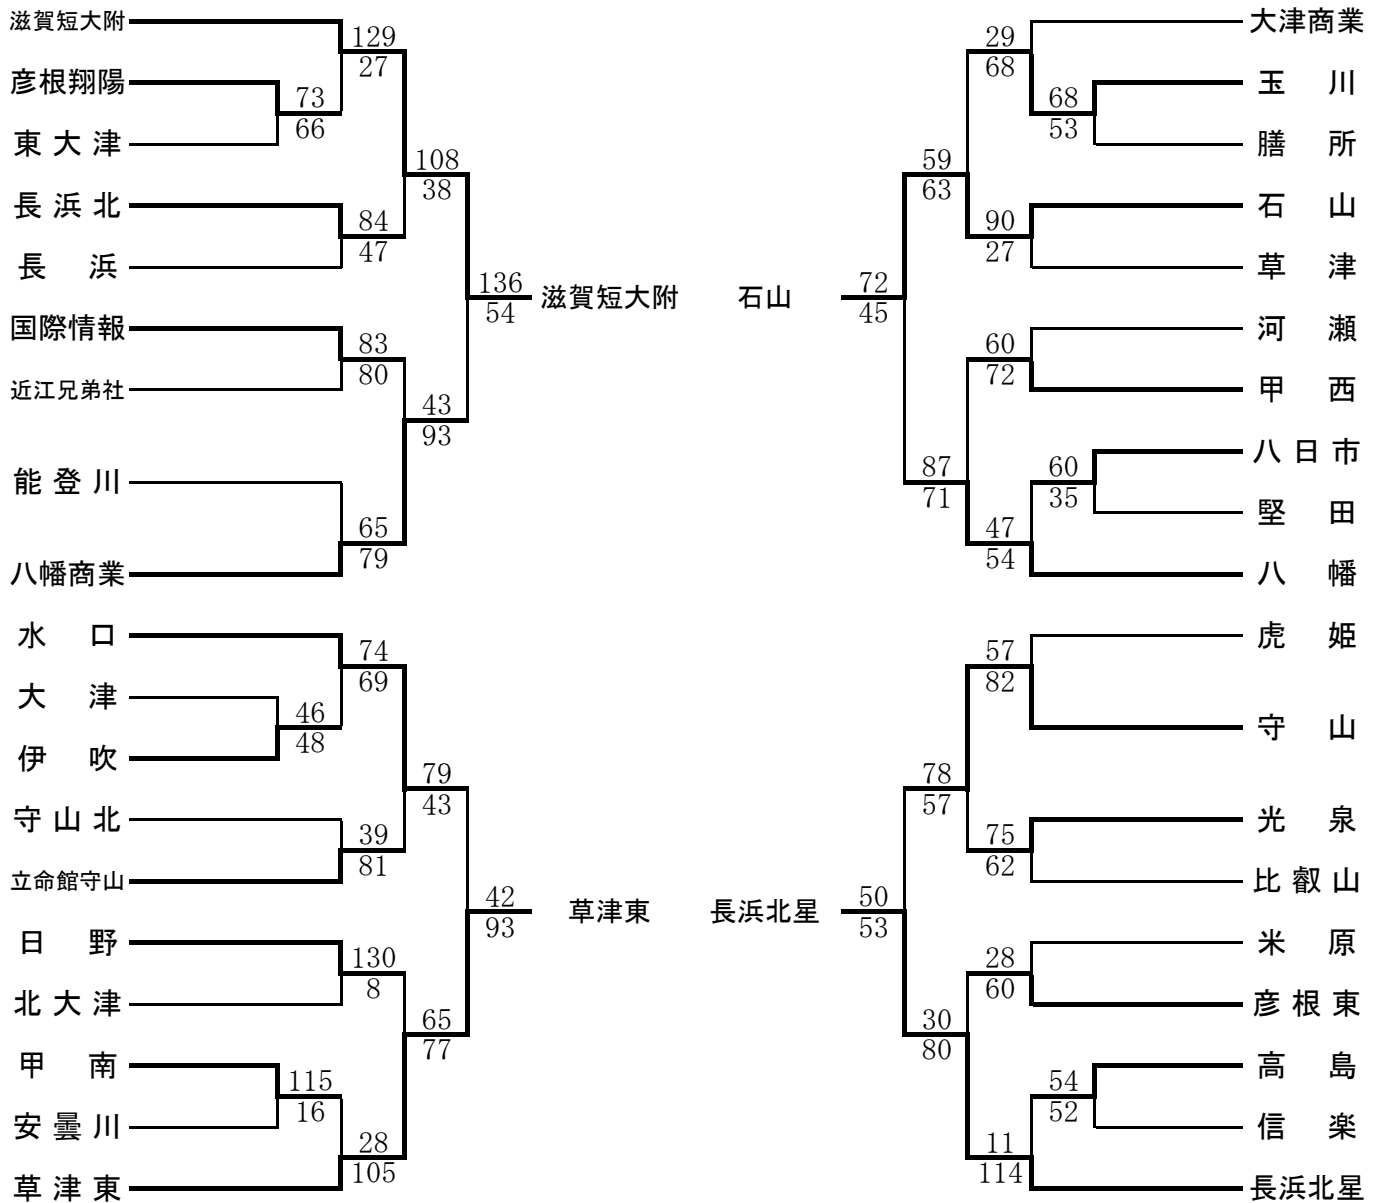 滋賀短大附
129
27
彦根翔陽
73
66
東大津
108
38
長浜北
84
47
長浜
136
54
滋賀短大附
国際情報
83
80
近江兄弟社
43
93
能登川
65
79
八幡商業
水口
74
69
大津
46
48
伊吹
79
43
守山北
39
81
立命館守山
42
93
草津東
日野
130
8
北大津
65
77
甲南
115
16
安曇川
28
105
草津東
大津商業
29
68
玉川
68
53
膳所
59
63
石山
90
27
草津
石山
72
45
河瀬
60
72
甲西
87
71
八日市
60
35
堅田
47
54
八幡
虎姫
57
82
守山
78
57
光泉
75
62
比叡山
長浜北星
50
53
米原
28
60
彦根東
30
80
高島
54
52
信楽
11
114
長浜北星